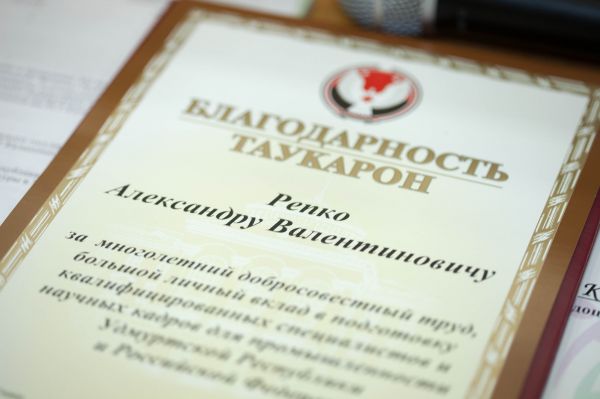 БЛАГОДАРНОСТЬ
ТАУКАРОН
Репко
Александру Валентиновичу
за многолетний добросовестный труд,
большой личный вклад в подготовку
квалифицированных специалистов и
научных кадров для промышленности
Удмуртской Республики
и Российской